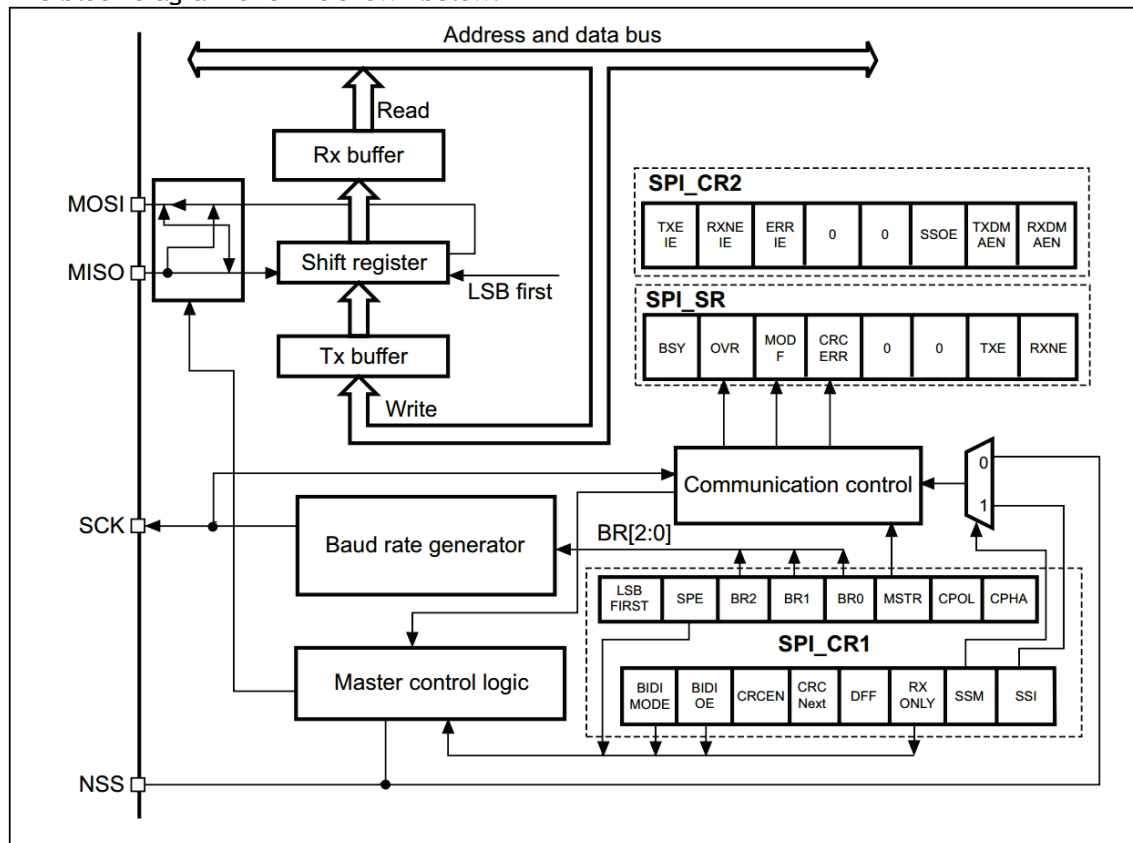 Address and data bus
Read
Rx buffer
MOSI
MISO
Shift register
LSB first
Tx buffer
Write
SPI_CR2
TXE IE
RXNE IE
ERR IE
0
0
SSOE
TXDM AEN
RXDM AEN
SPI_SR
BSY
OVR
MOD F
CRC ERR
0
0
TXE
RXNE
Communication control
0
1
SCK
Baud rate generator
BR[2:0]
LSB FIRST
SPE
BR2
BR1
BR0
MSTR
CPOL
CPHA
SPI_CR1
Master control logic
BIDI MODE
BIDI OE
CRCEN
CRC Next
DFF
RX ONLY
SSM
SSI
NSS